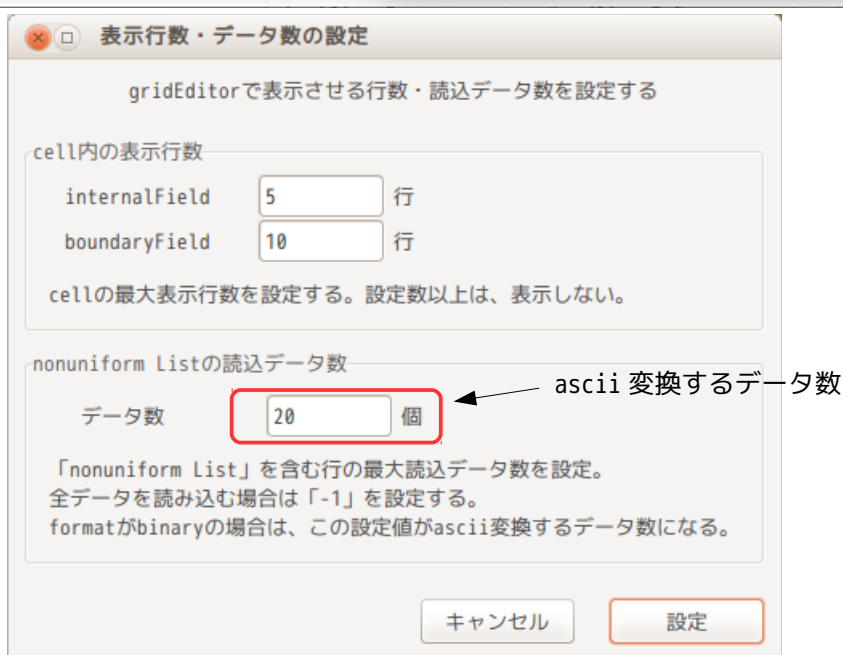 表示行数・データ数の設定
gridEditorで表示させる行数・読込データ数を設定する
cell内の表示行数
internalField 5 行
boundaryField 10 行
cellの最大表示行数を設定する。設定数以上は、表示しない。
nonuniform Listの読込データ数
データ数 20 個
ascii 変換するデータ数
「nonuniform List」を含む行の最大読込データ数を設定。
全データを読み込む場合は「-1」を設定する。
formatがbinaryの場合は、この設定値がascii変換するデータ数になる。
キャンセル 設定